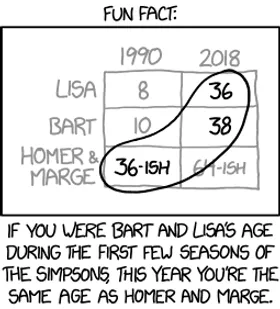 FUN FACT:
1990 2018
LISA 8 36
BART 10 38
HOMER &
MARGE 36-ISH 64-ISH
IF YOU WERE BART AND LISA'S AGE
DURING THE FIRST FEW SEASONS OF
THE SIMPSONS, THIS YEAR YOU'RE THE
SAME AGE AS HOMER AND MARGE.